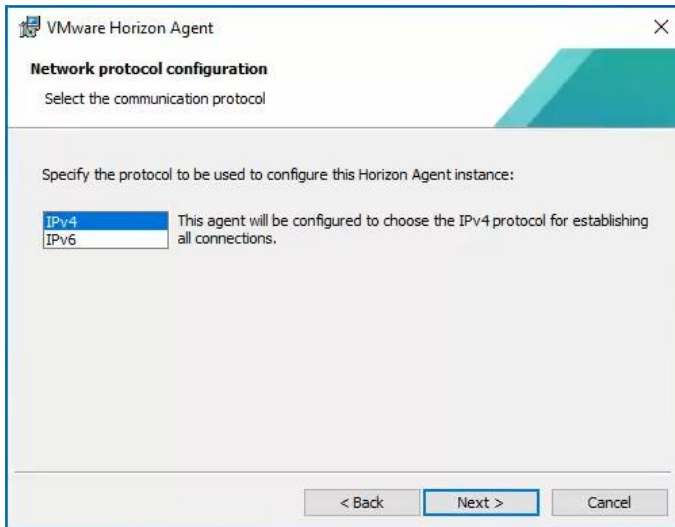 VMware Horizon Agent
Network protocol configuration
Select the communication protocol
Specify the protocol to be used to configure this Horizon Agent instance:
IPv4
IPv6
This agent will be configured to choose the IPv4 protocol for establishing
all connections.
< Back
Next >
Cancel